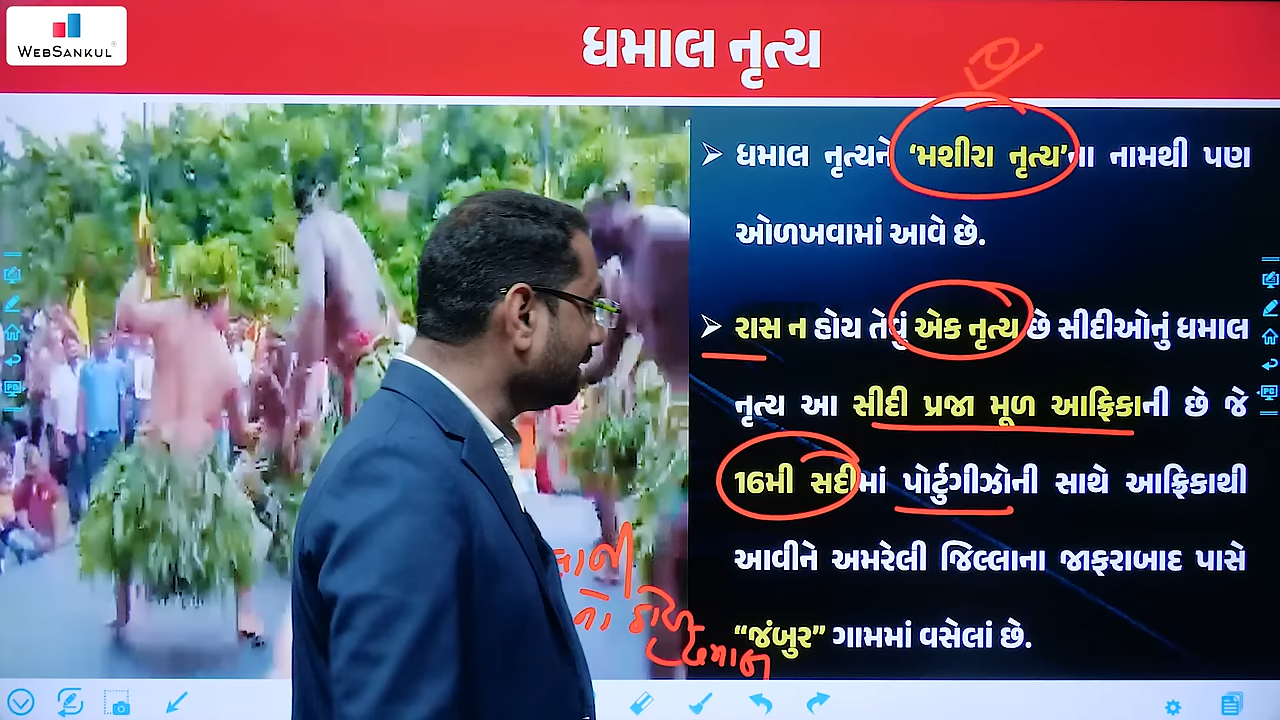 WEBSANKUL
ધમાલ નૃત્ય
➢ ધમાલ નૃત્યને ‘મશીરા નૃત્ય’ના નામથી પણ
ઓળખવામાં આવે છે.
➢ રાસ ન હોય તેવું એક નૃત્ય છે સીદીઓનું ધમાલ
નૃત્ય આ સીદી પ્રજા મૂળ આફ્રિકાની છે જે
16મી સદીમાં પોર્ટુગીઝોની સાથે આફ્રિકાથી
આવીને અમરેલી જિલ્લાના જાફરાબાદ પાસે
“જંબુર” ગામમાં વસેલાં છે.